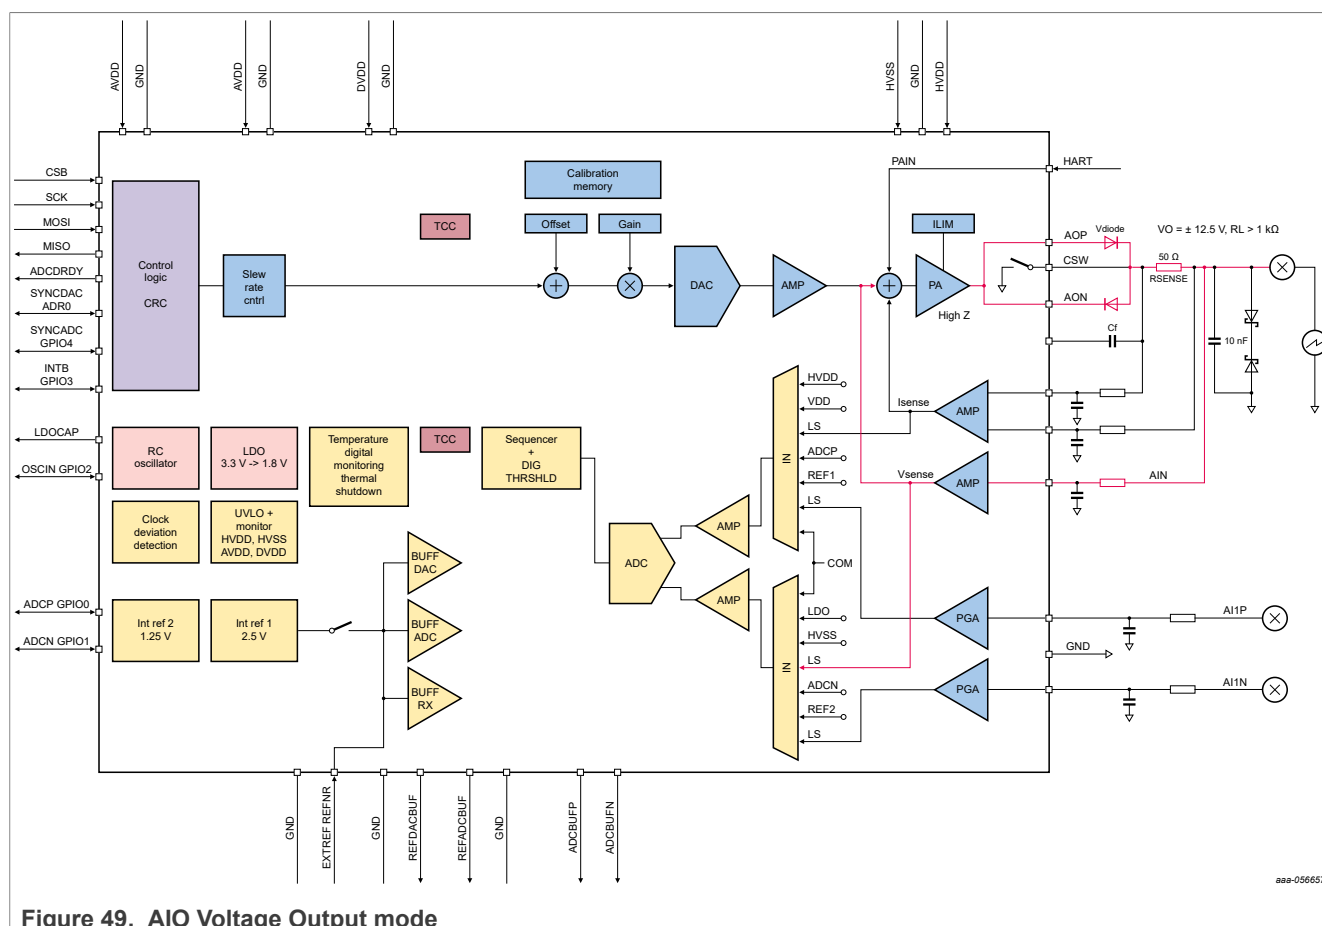 AVDD
GND
AVDD
GND
DVDD
GND
HVSS
GND
HVDD
CSB
SCK
MOSI
MISO
ADCDRDY
SYNCDAC
ADR0
SYNCADC
GPIO4
INTB
GPIO3
LDOCAP
OSCIN GPIO2
ADCP GPIO0
ADCN GPIO1
Control
logic
CRC
Slew
rate
cntrl
TCC
Calibration
memory
Offset
Gain
DAC
AMP
PAIN
HART
ILIM
PA
High Z
AOP
Vdiode
VO = ± 12.5 V, RL > 1 kΩ
CSW
50 Ω
RSENSE
AON
Cf
10 nF
RC
oscillator
LDO
3.3 V -> 1.8 V
Temperature
digital
monitoring
thermal
shutdown
TCC
Sequencer
+
DIG
THRSHLD
Clock
deviation
detection
UVLO +
monitor
HVDD, HVSS
AVDD, DVDD
Int ref 2
1.25 V
Int ref 1
2.5 V
BUFF
DAC
BUFF
ADC
BUFF
RX
ADC
AMP
AMP
IN
IN
HVDD
VDD
LS
ADCP
REF1
LS
COM
LDO
HVSS
LS
ADCN
REF2
LS
Isense
AMP
Vsense
AMP
AIN
PGA
AI1P
GND
PGA
AI1N
GND
EXTREF REFNR
GND
REFDACBUF
REFADCBUF
GND
ADCBUFP
ADCBUFN
aaa-056657
Figure 49. AIO Voltage Output mode